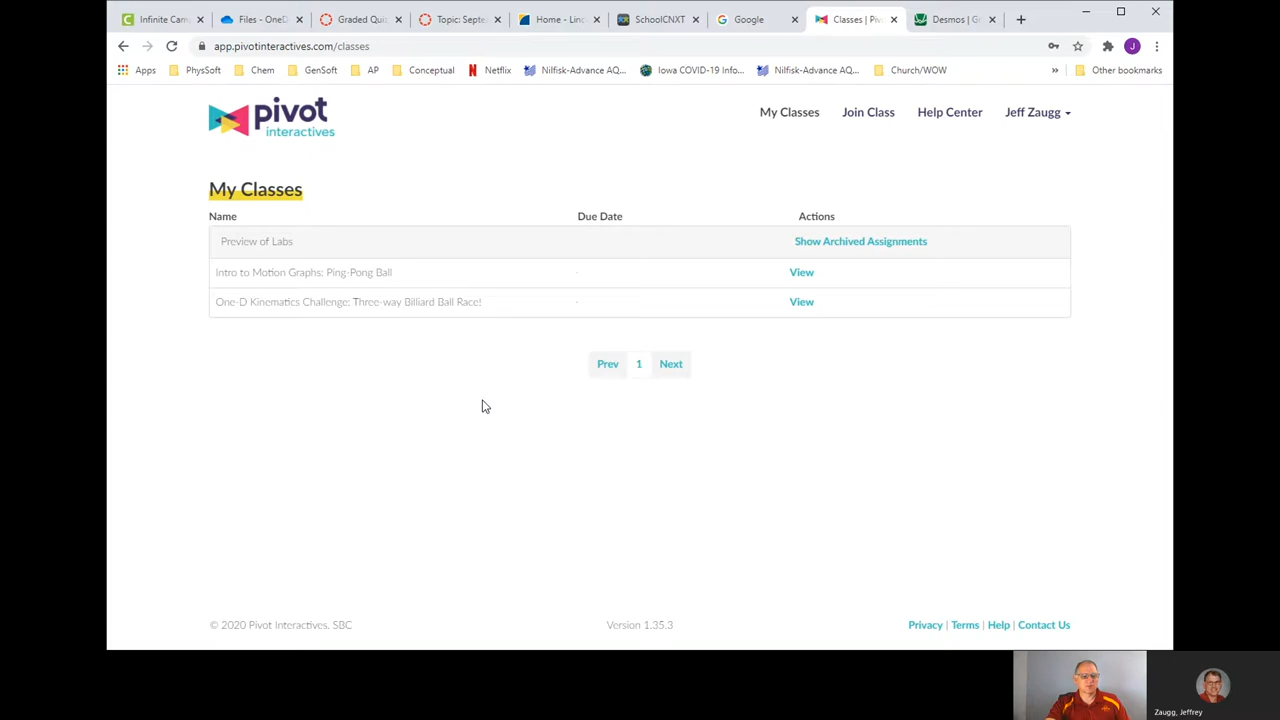 Infinite Cam
Files - OneD
Graded Quiz
Topic: Septe
Home - Linc
SchoolCNXT
Google
Classes | Piv
Desmos | G
app.pivotinteractives.com/classes
J
Apps
PhysSoft
Chem
GenSoft
AP
Conceptual
Netflix
Nilfisk-Advance AQ...
Iowa COVID-19 Info...
Nilfisk-Advance AQ...
Church/WOW
»
Other bookmarks
pivot
interactives
My Classes
Join Class
Help Center
Jeff Zaugg
My Classes
Name
Due Date
Actions
Preview of Labs
Show Archived Assignments
Intro to Motion Graphs: Ping-Pong Ball
-
View
One-D Kinematics Challenge: Three-way Billiard Ball Race!
-
View
Prev
1
Next
© 2020 Pivot Interactives, SBC
Version 1.35.3
Privacy | Terms | Help | Contact Us
Zaugg, Jeffrey